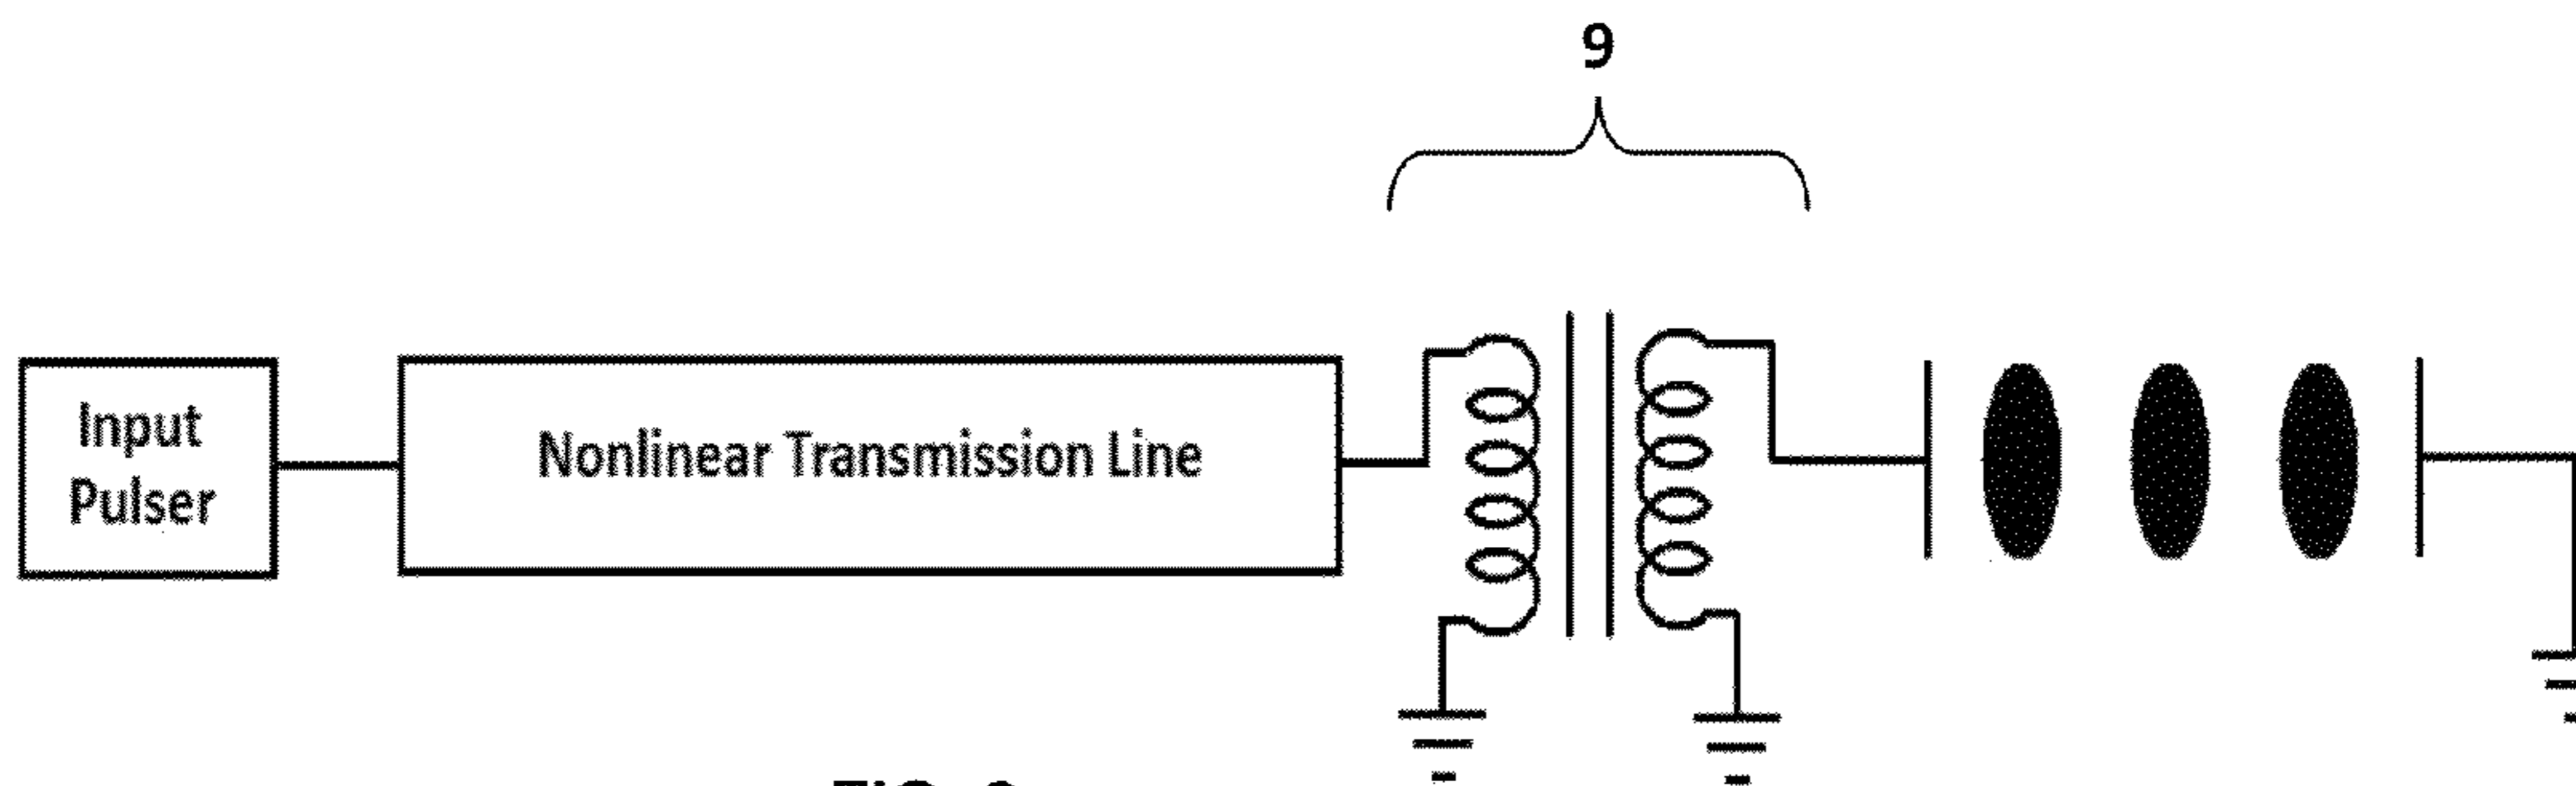 9
Input
Pulser
Nonlinear Transmission Line